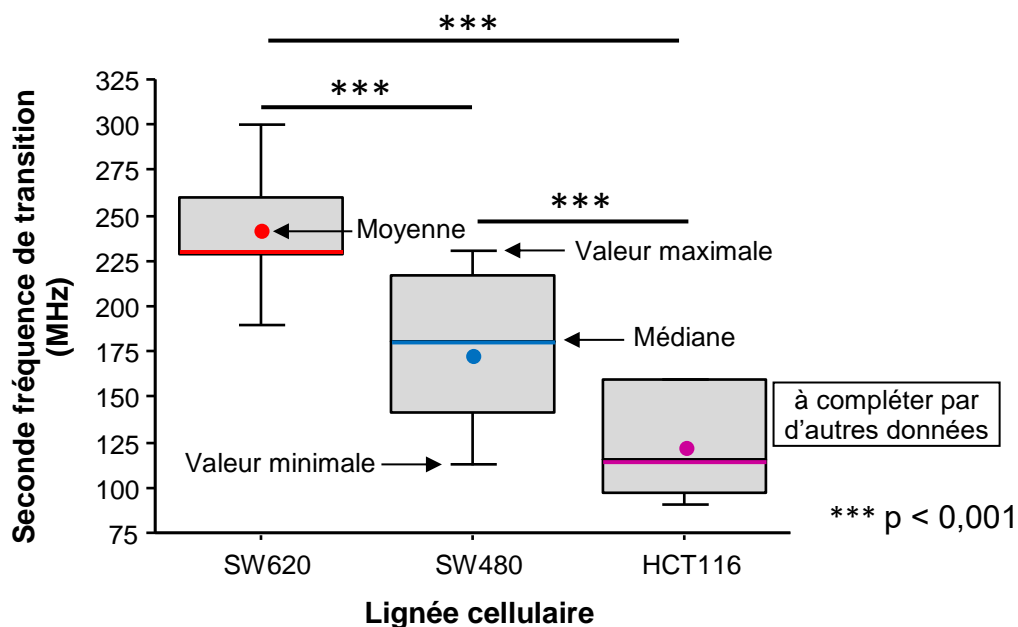 ***
***
***
Seconde fréquence de transition
(MHz)
325
300
275
250
225
200
175
150
125
100
75
Moyenne
Valeur maximale
Médiane
Valeur minimale
à compléter par
d'autres données
*** p < 0,001
SW620
SW480
HCT116
Lignée cellulaire